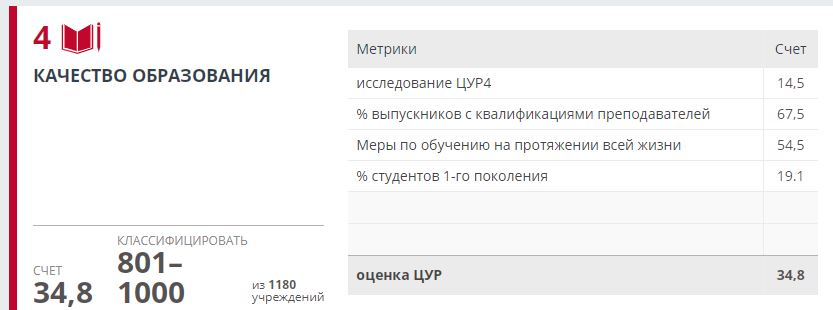 4
КАЧЕСТВО ОБРАЗОВАНИЯ
СЧЕТ
34,8
КЛАССИФИЦИРОВАТЬ
801–
1000
из 1180
учреждений
Метрики Счет
исследование ЦУР4 14,5
% выпускников с квалификациями преподавателей 67,5
Меры по обучению на протяжении всей жизни 54,5
% студентов 1-го поколения 19.1
оценка ЦУР 34,8